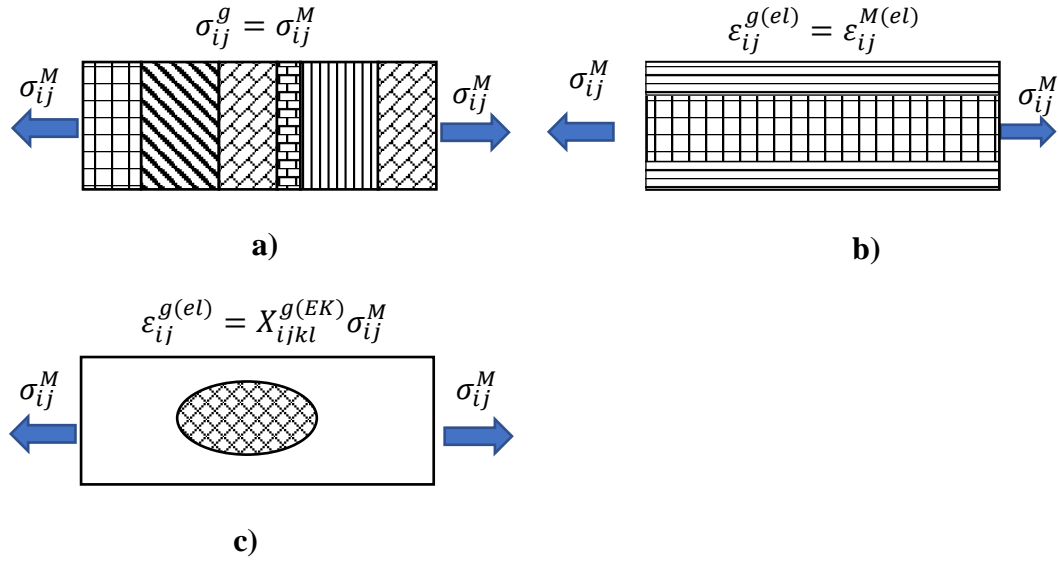 σ_{ij}^{g} = σ_{ij}^{M}
σ_{ij}^{M}
σ_{ij}^{M}
a)
ε_{ij}^{g(el)} = ε_{ij}^{M(el)}
σ_{ij}^{M}
σ_{ij}^{M}
b)
ε_{ij}^{g(el)} = X_{ijkl}^{g(EK)} σ_{ij}^{M}
σ_{ij}^{M}
σ_{ij}^{M}
c)